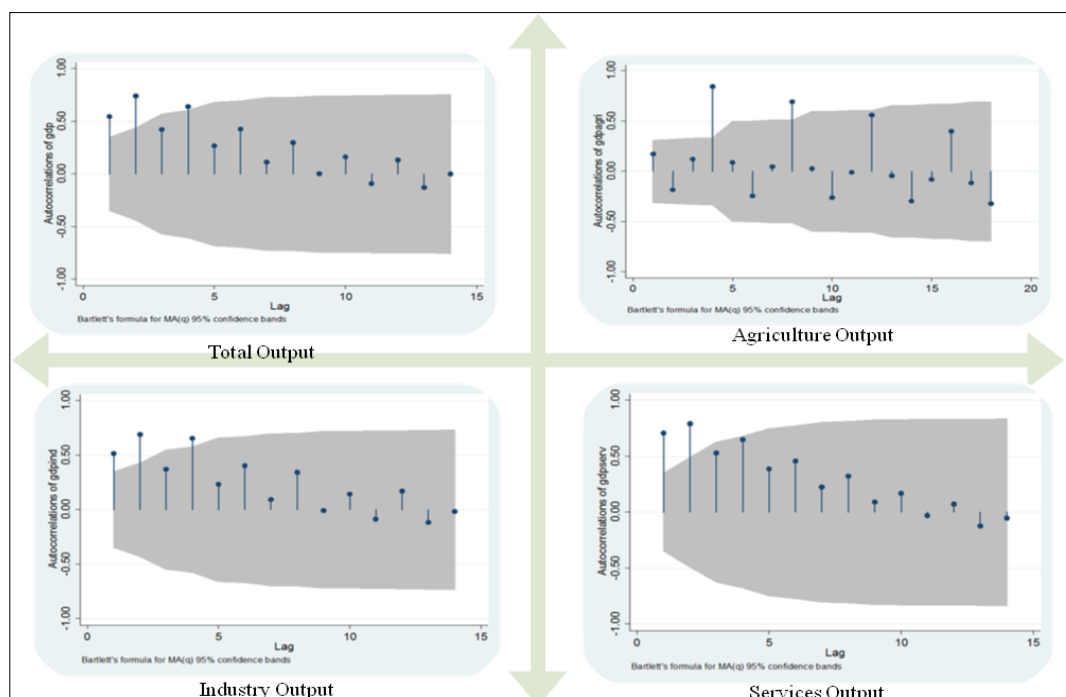 1.00
0.50
0.00
-0.50
-1.00
Autocorrelations of gdp
0
5
10
15
Lag
Bartlett's formula for MA(q) 95% confidence bands
Total Output
1.00
0.50
0.00
-0.50
-1.00
Autocorrelations of gdpagri
0
5
10
15
20
Lag
Bartlett's formula for MA(q) 95% confidence bands
Agriculture Output
1.00
0.50
0.00
-0.50
-1.00
Autocorrelations of gdpind
0
5
10
15
Lag
Bartlett's formula for MA(q) 95% confidence bands
Industry Output
1.00
0.50
0.00
-0.50
-1.00
Autocorrelations of gdpserv
0
5
10
15
Lag
Bartlett's formula for MA(q) 95% confidence bands
Services Output